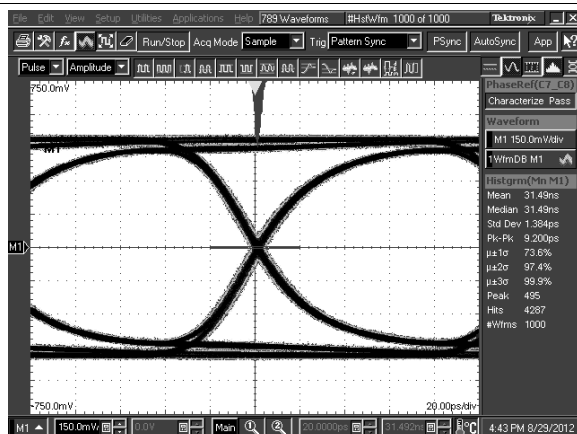 File Edit View Setup Utilities Applications Help 789 Waveforms #HstWfm 1000 of 1000 Tektronix
Run/Stop Acq Mode Sample Trig Pattern Sync PSync AutoSync App
Pulse Amplitude
750.0mV
PhaseRef(C7_C8)
Characterize Pass
Waveform
M1 150.0mV/div
1 WfmDB M1
Histgrm(Mn M1)
Mean 31.49ns
Median 31.49ns
Std Dev 1.384ps
Pk-Pk 9.200ps
µ±1σ 73.6%
µ±2σ 97.4%
µ±3σ 99.9%
Peak 495
Hits 4287
#Wfms 1000
M1
M1
-750.0mV 20.00ps/div
M1 150.0mV/ 0.0V Main 1 2 20.0000ps 31.492ns °C 4:43 PM 8/29/2012